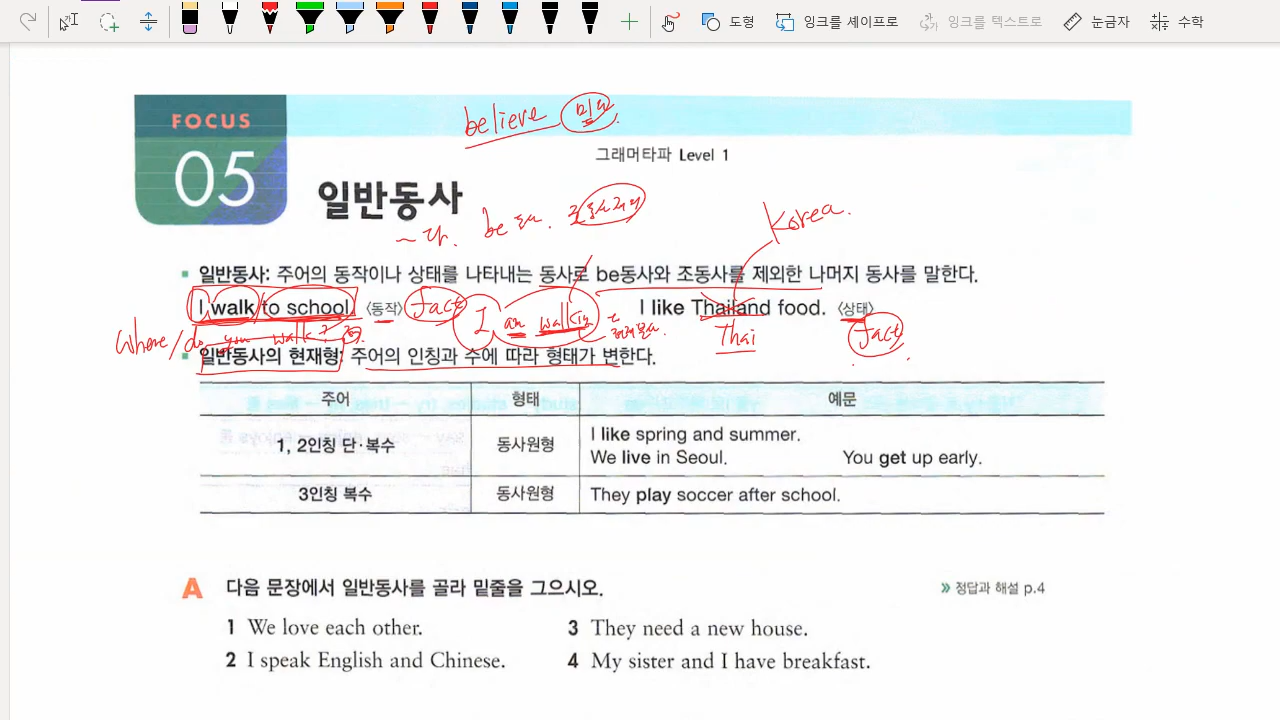 도형 잉크를 셰이프로 잉크를 텍스트로 눈금자 수학
believe 믿다.
FOCUS
05
그래머타파 Level 1
일반동사
~ 다. be 동사.
Korea.
일반동사: 주어의 동작이나 상태를 나타내는 동사로 be동사와 조동사를 제외한 나머지 동사를 말한다.
I walk to school. 〈동작〉 fact I am walking
I like Thailand food. 〈상태〉
Where / do you walk?
Thai
fact
일반동사의 현재형: 주어의 인칭과 수에 따라 형태가 변한다.
주어 형태 예문
1, 2인칭 단·복수 동사원형 I like spring and summer.
We live in Seoul. You get up early.
3인칭 복수 동사원형 They play soccer after school.
A 다음 문장에서 일반동사를 골라 밑줄을 그으시오. » 정답과 해설 p.4
1 We love each other.
2 I speak English and Chinese.
3 They need a new house.
4 My sister and I have breakfast.